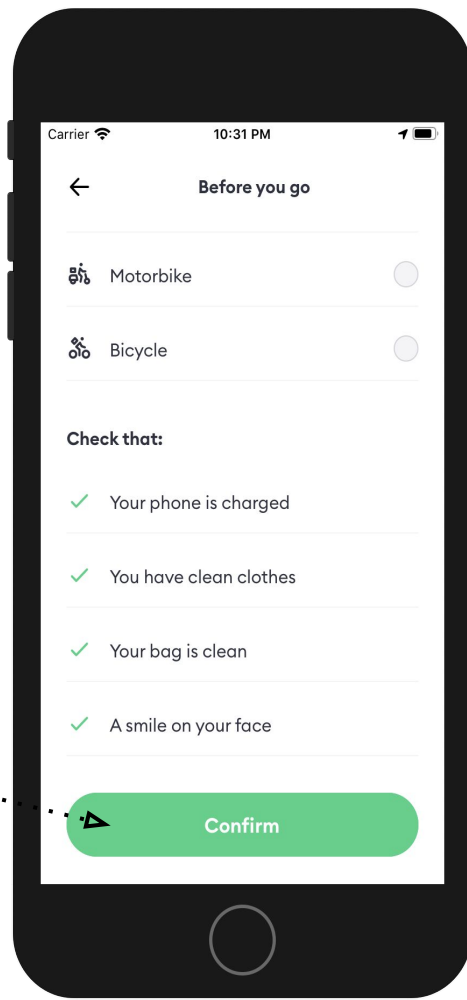 Carrier 10:31 PM
Before you go
Motorbike
Bicycle
Check that:
Your phone is charged
You have clean clothes
Your bag is clean
A smile on your face
Confirm